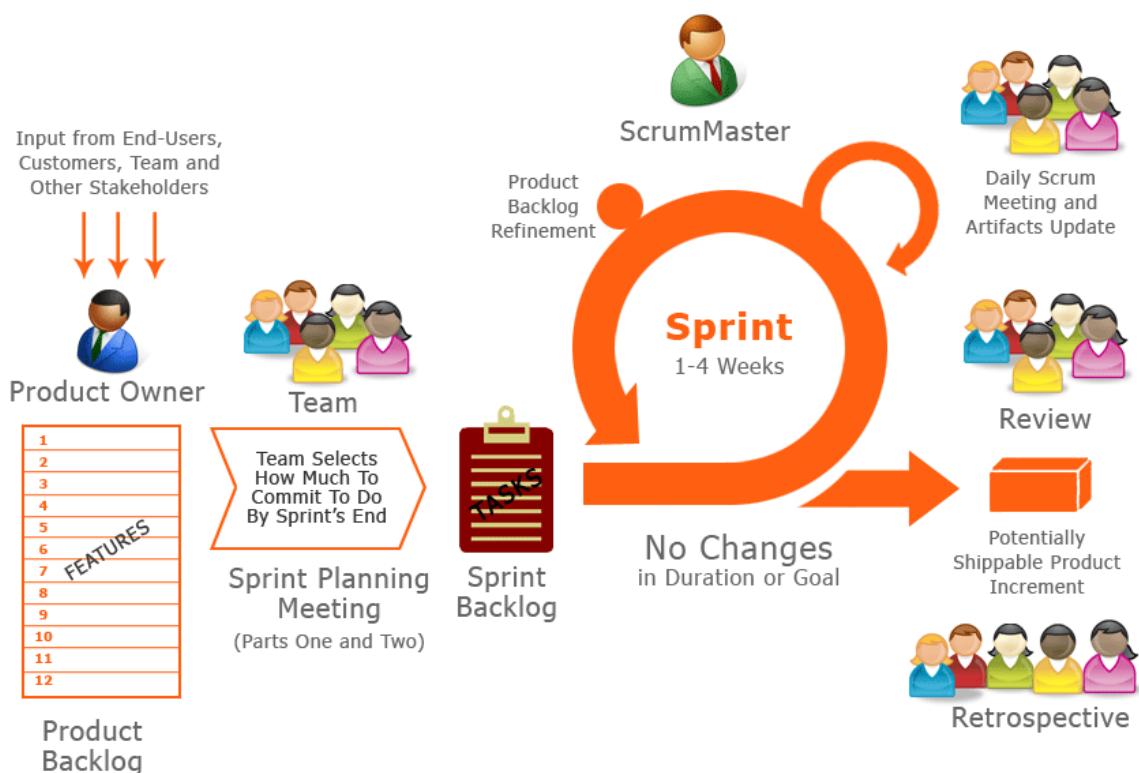 Input from End-Users,
Customers, Team and
Other Stakeholders
Product Owner
1
2
3
4
5
6
7
8
9
10
11
12
FEATURES
Product
Backlog
Team
Team Selects
How Much To
Commit To Do
By Sprint's End
Sprint Planning
Meeting
(Parts One and Two)
TASKS
Sprint
Backlog
ScrumMaster
Product
Backlog
Refinement
Sprint
1-4 Weeks
No Changes
in Duration or Goal
Daily Scrum
Meeting and
Artifacts Update
Review
Potentially
Shippable Product
Increment
Retrospective